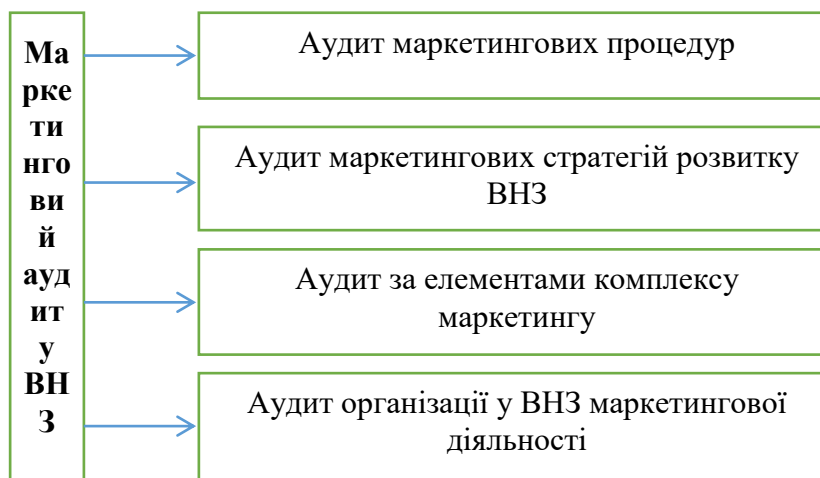 Ма
рке
ти
нго
ви
й
ауд
ит
у
ВН
З
Аудит маркетингових процедур
Аудит маркетингових стратегій розвитку
ВНЗ
Аудит за елементами комплексу
маркетингу
Аудит організації у ВНЗ маркетингової
діяльності